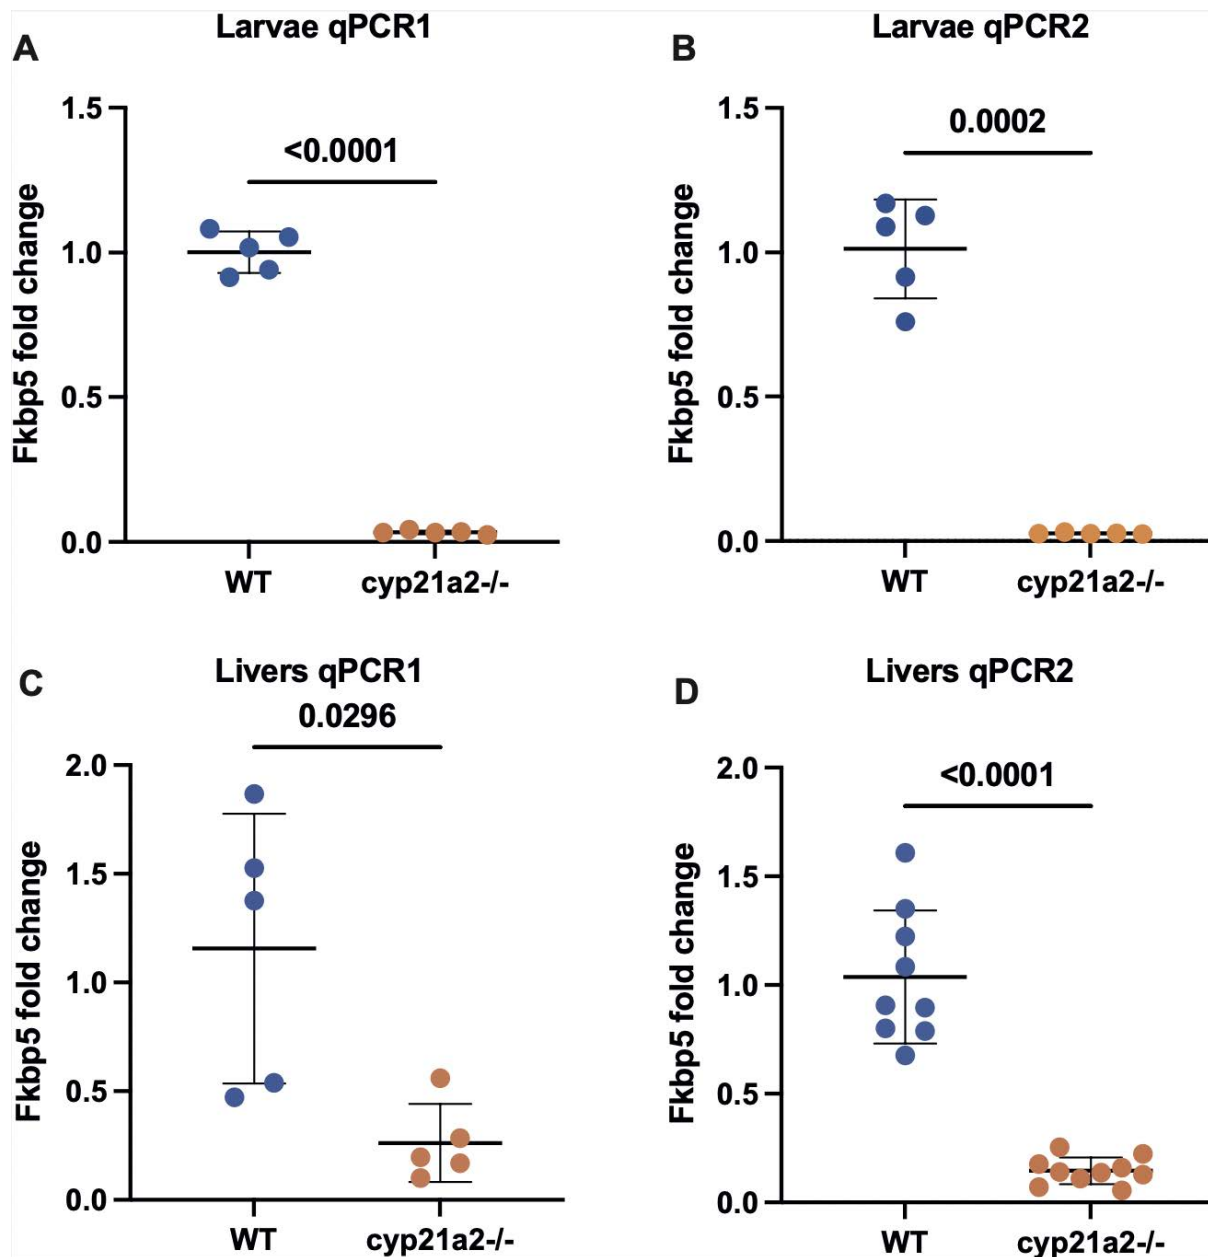 A
Larvae qPCR1
<0.0001
Fkbp5 fold change
1.5
1.0
0.5
0.0
WT
cyp21a2-/-
B
Larvae qPCR2
0.0002
Fkbp5 fold change
1.5
1.0
0.5
0.0
WT
cyp21a2-/-
C
Livers qPCR1
0.0296
Fkbp5 fold change
2.0
1.5
1.0
0.5
0.0
WT
cyp21a2-/-
D
Livers qPCR2
<0.0001
Fkbp5 fold change
2.0
1.5
1.0
0.5
0.0
WT
cyp21a2-/-